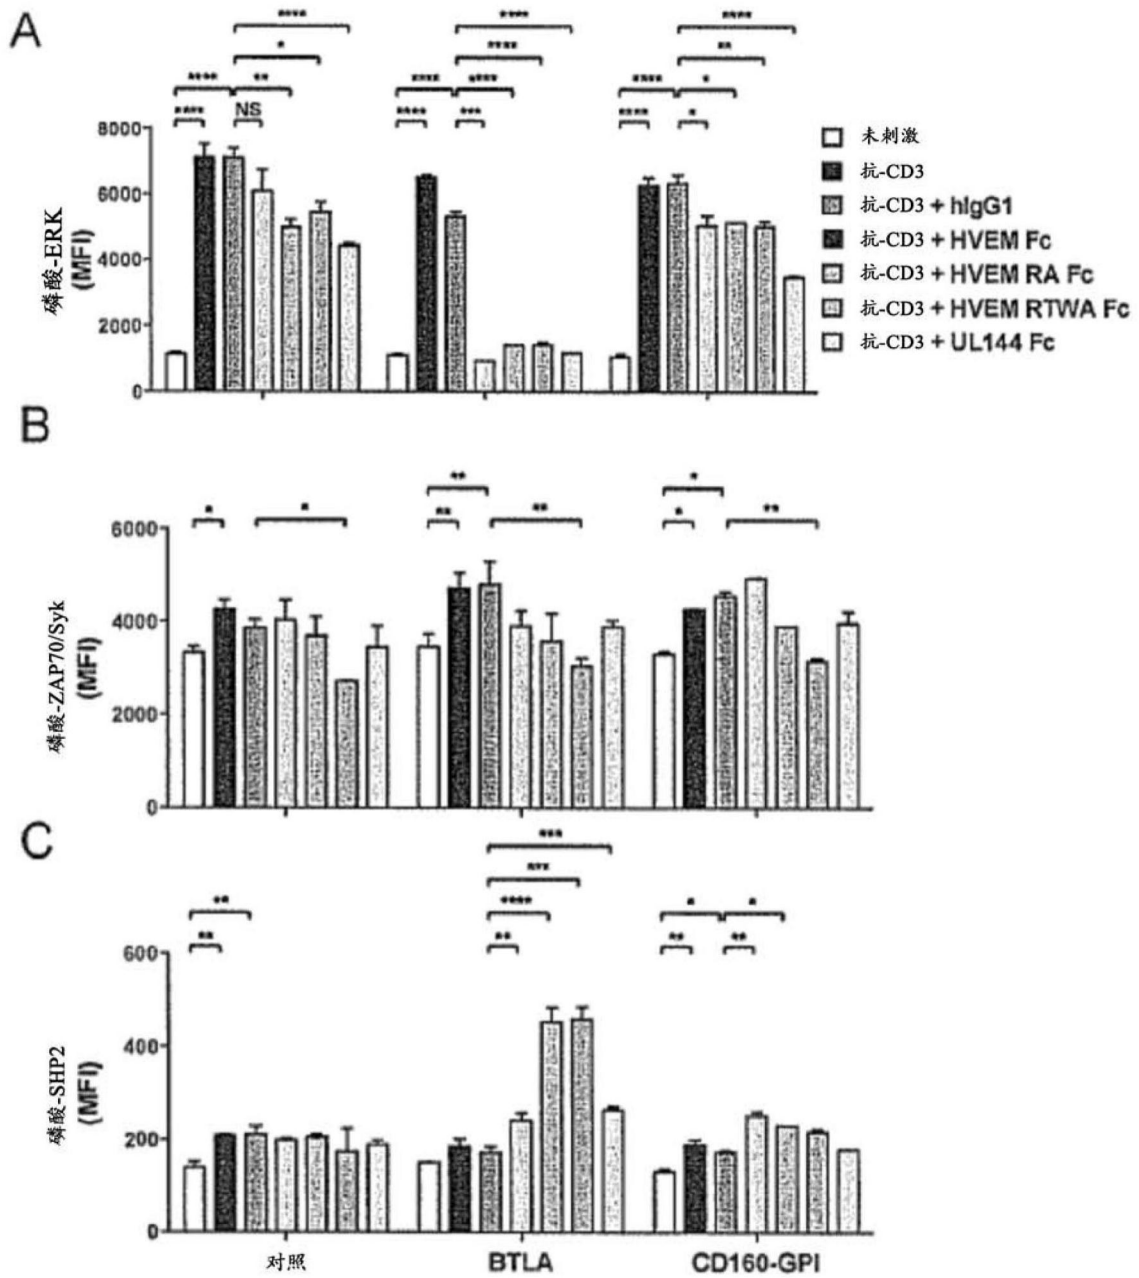 A
****
****
****
*
****
**
****
**
****
****
*
****
****
*
****
NS
****
***
****
*
8000
6000
4000
2000
0
磷酸-ERK
(MFI)
未刺激
抗-CD3
抗-CD3 + hIgG1
抗-CD3 + HVEM Fc
抗-CD3 + HVEM RA Fc
抗-CD3 + HVEM RTWA Fc
抗-CD3 + UL144 Fc
B
**
*
*
*
**
**
*
**
6000
4000
2000
0
磷酸-ZAP70/Syk
(MFI)
C
***
***
**
****
*
*
**
**
**
**
600
400
200
0
磷酸-SHP2
(MFI)
对照
BTLA
CD160-GPI